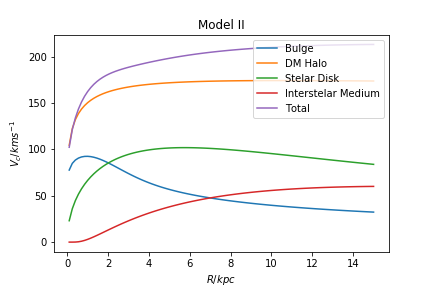 Model II
Bulge
DM Halo
Stelar Disk
Interstelar Medium
Total
V_c/kms^{-1}
200
150
100
50
0
0 2 4 6 8 10 12 14
R/kpc